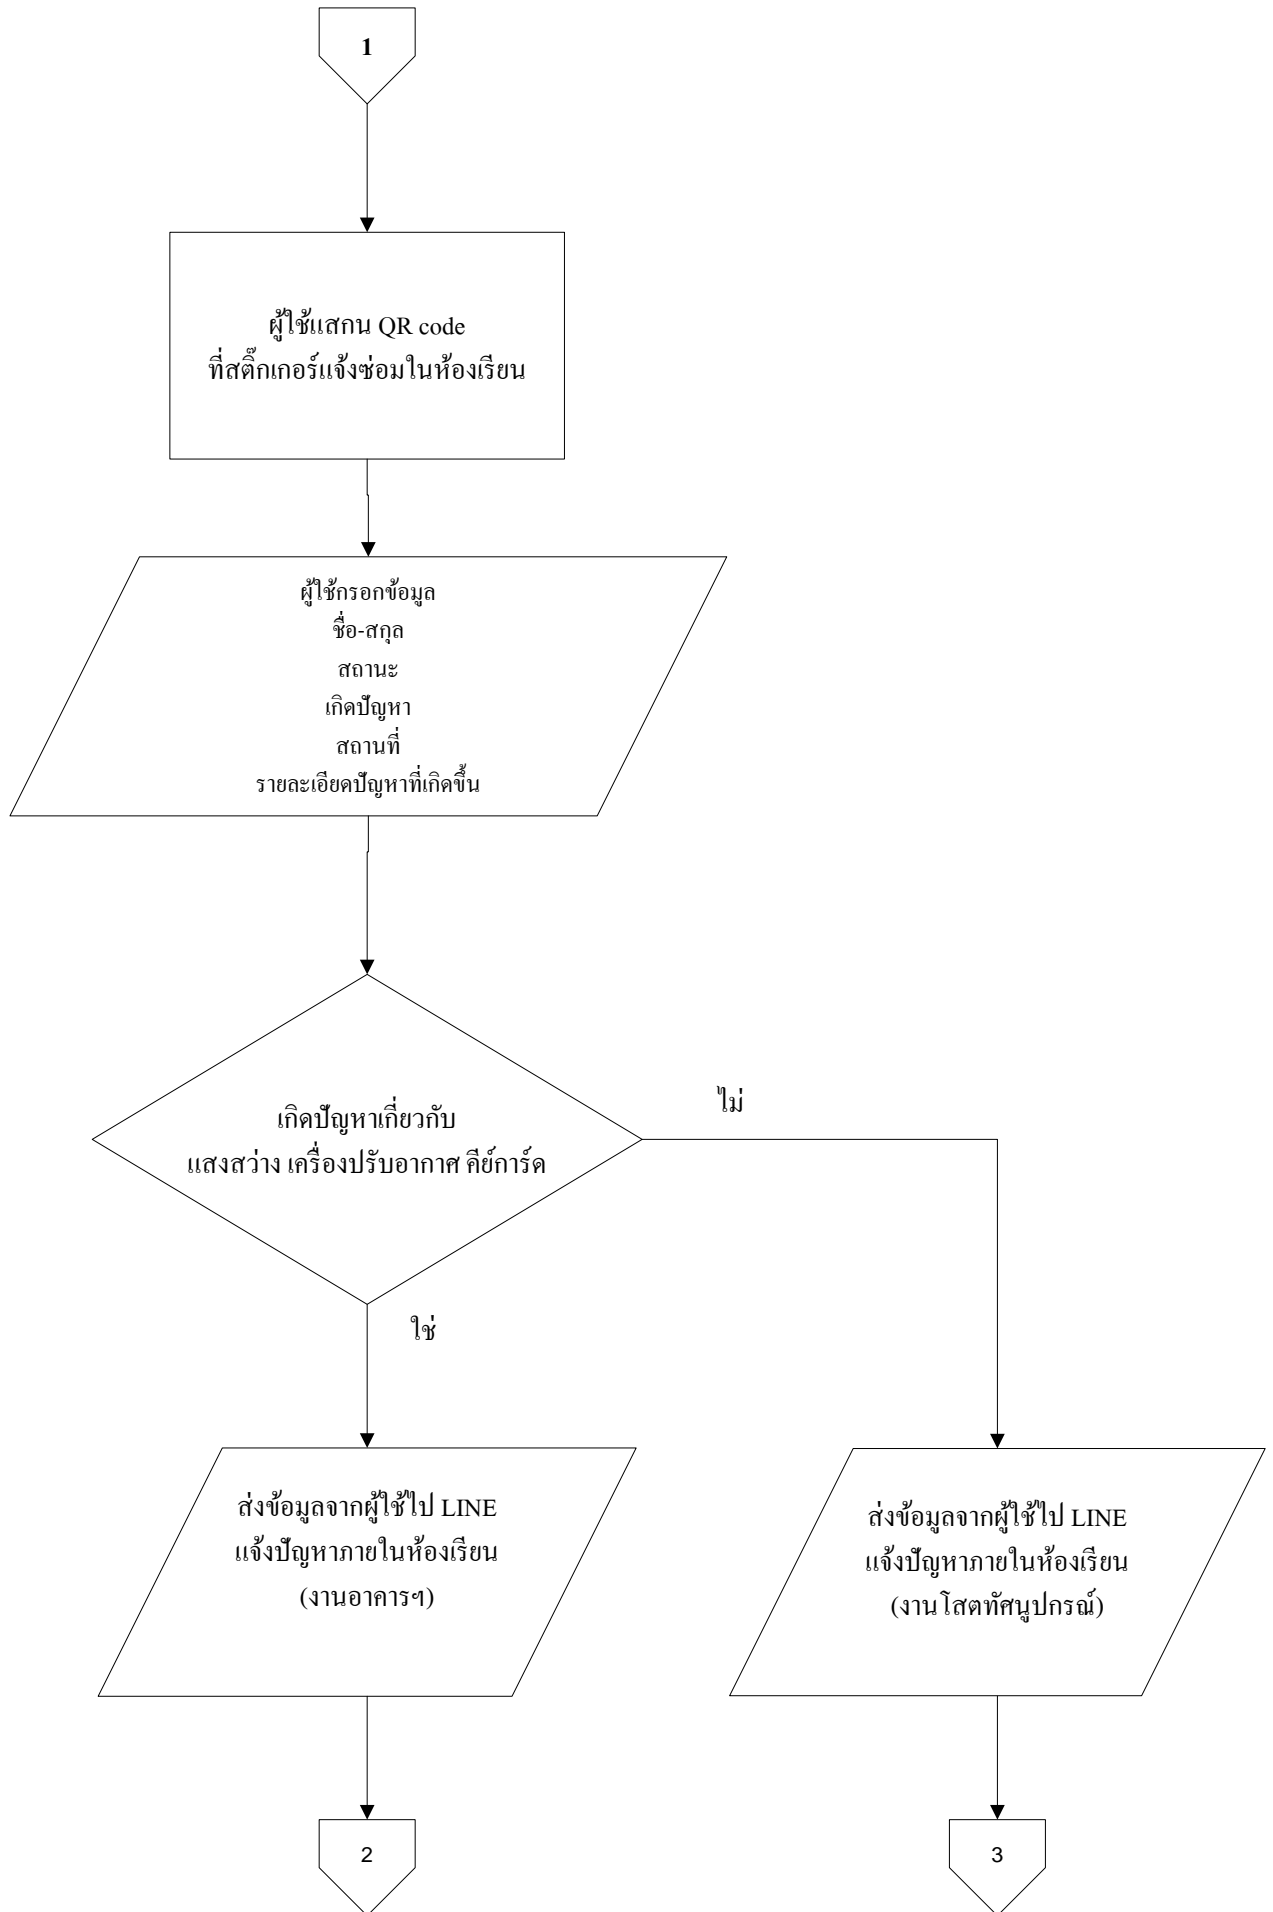 1
ผู้ใช้แสกน QR code
ที่สติ๊กเกอร์แจ้งซ่อมในห้องเรียน
ผู้ใช้กรอกข้อมูล
ชื่อ-สกุล
สถานะ
เกิดปัญหา
สถานที่
รายละเอียดปัญหาที่เกิดขึ้น
เกิดปัญหาเกี่ยวกับ
แสงสว่าง เครื่องปรับอากาศ คีย์การ์ด
ไม่
ใช่
ส่งข้อมูลจากผู้ใช้ไป LINE
แจ้งปัญหาภายในห้องเรียน
(งานอาคารฯ)
ส่งข้อมูลจากผู้ใช้ไป LINE
แจ้งปัญหาภายในห้องเรียน
(งานโสตทัศนูปกรณ์)
2
3